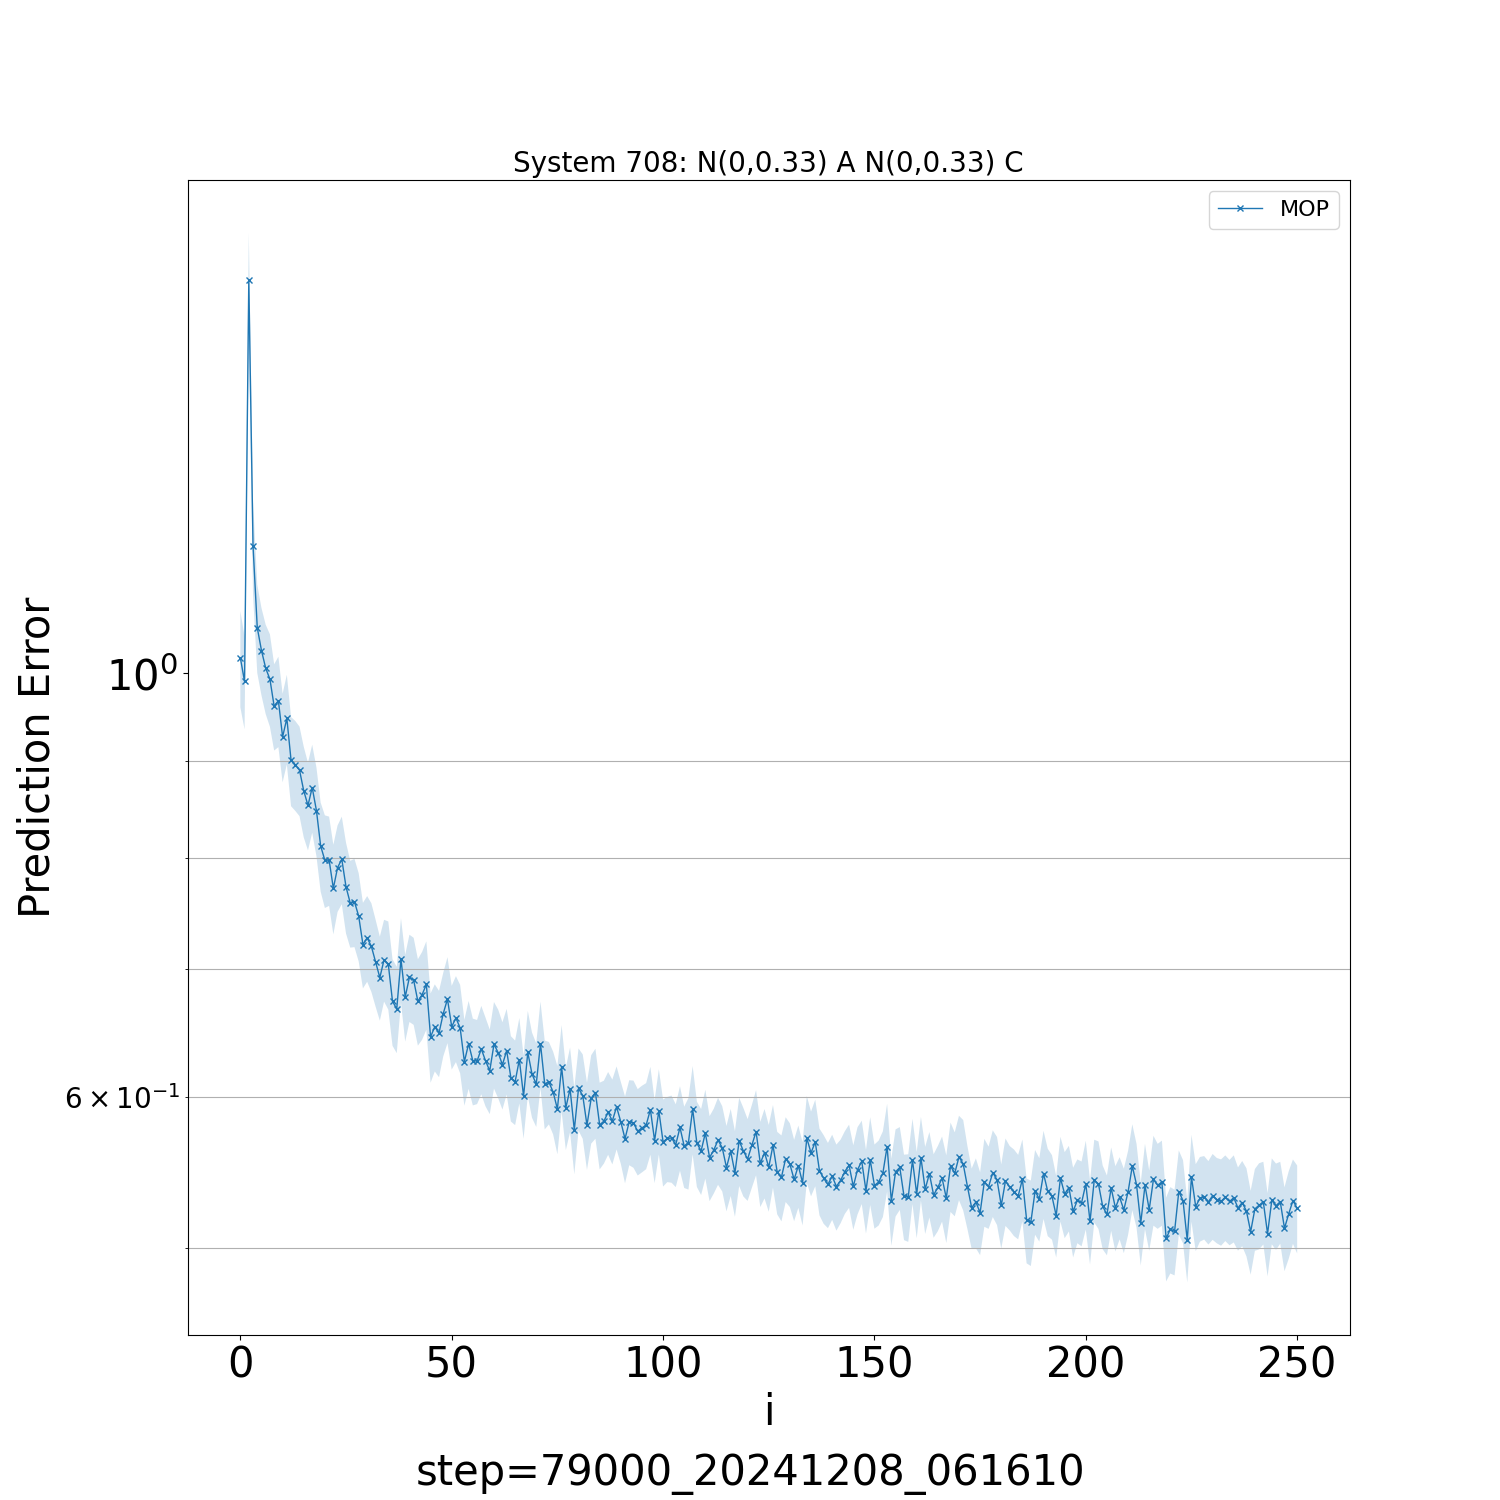 System 708: N(0,0.33) A N(0,0.33) C
MOP
Prediction Error
10⁰
6 × 10⁻¹
0 50 100 150 200 250
i
step=79000_20241208_061610